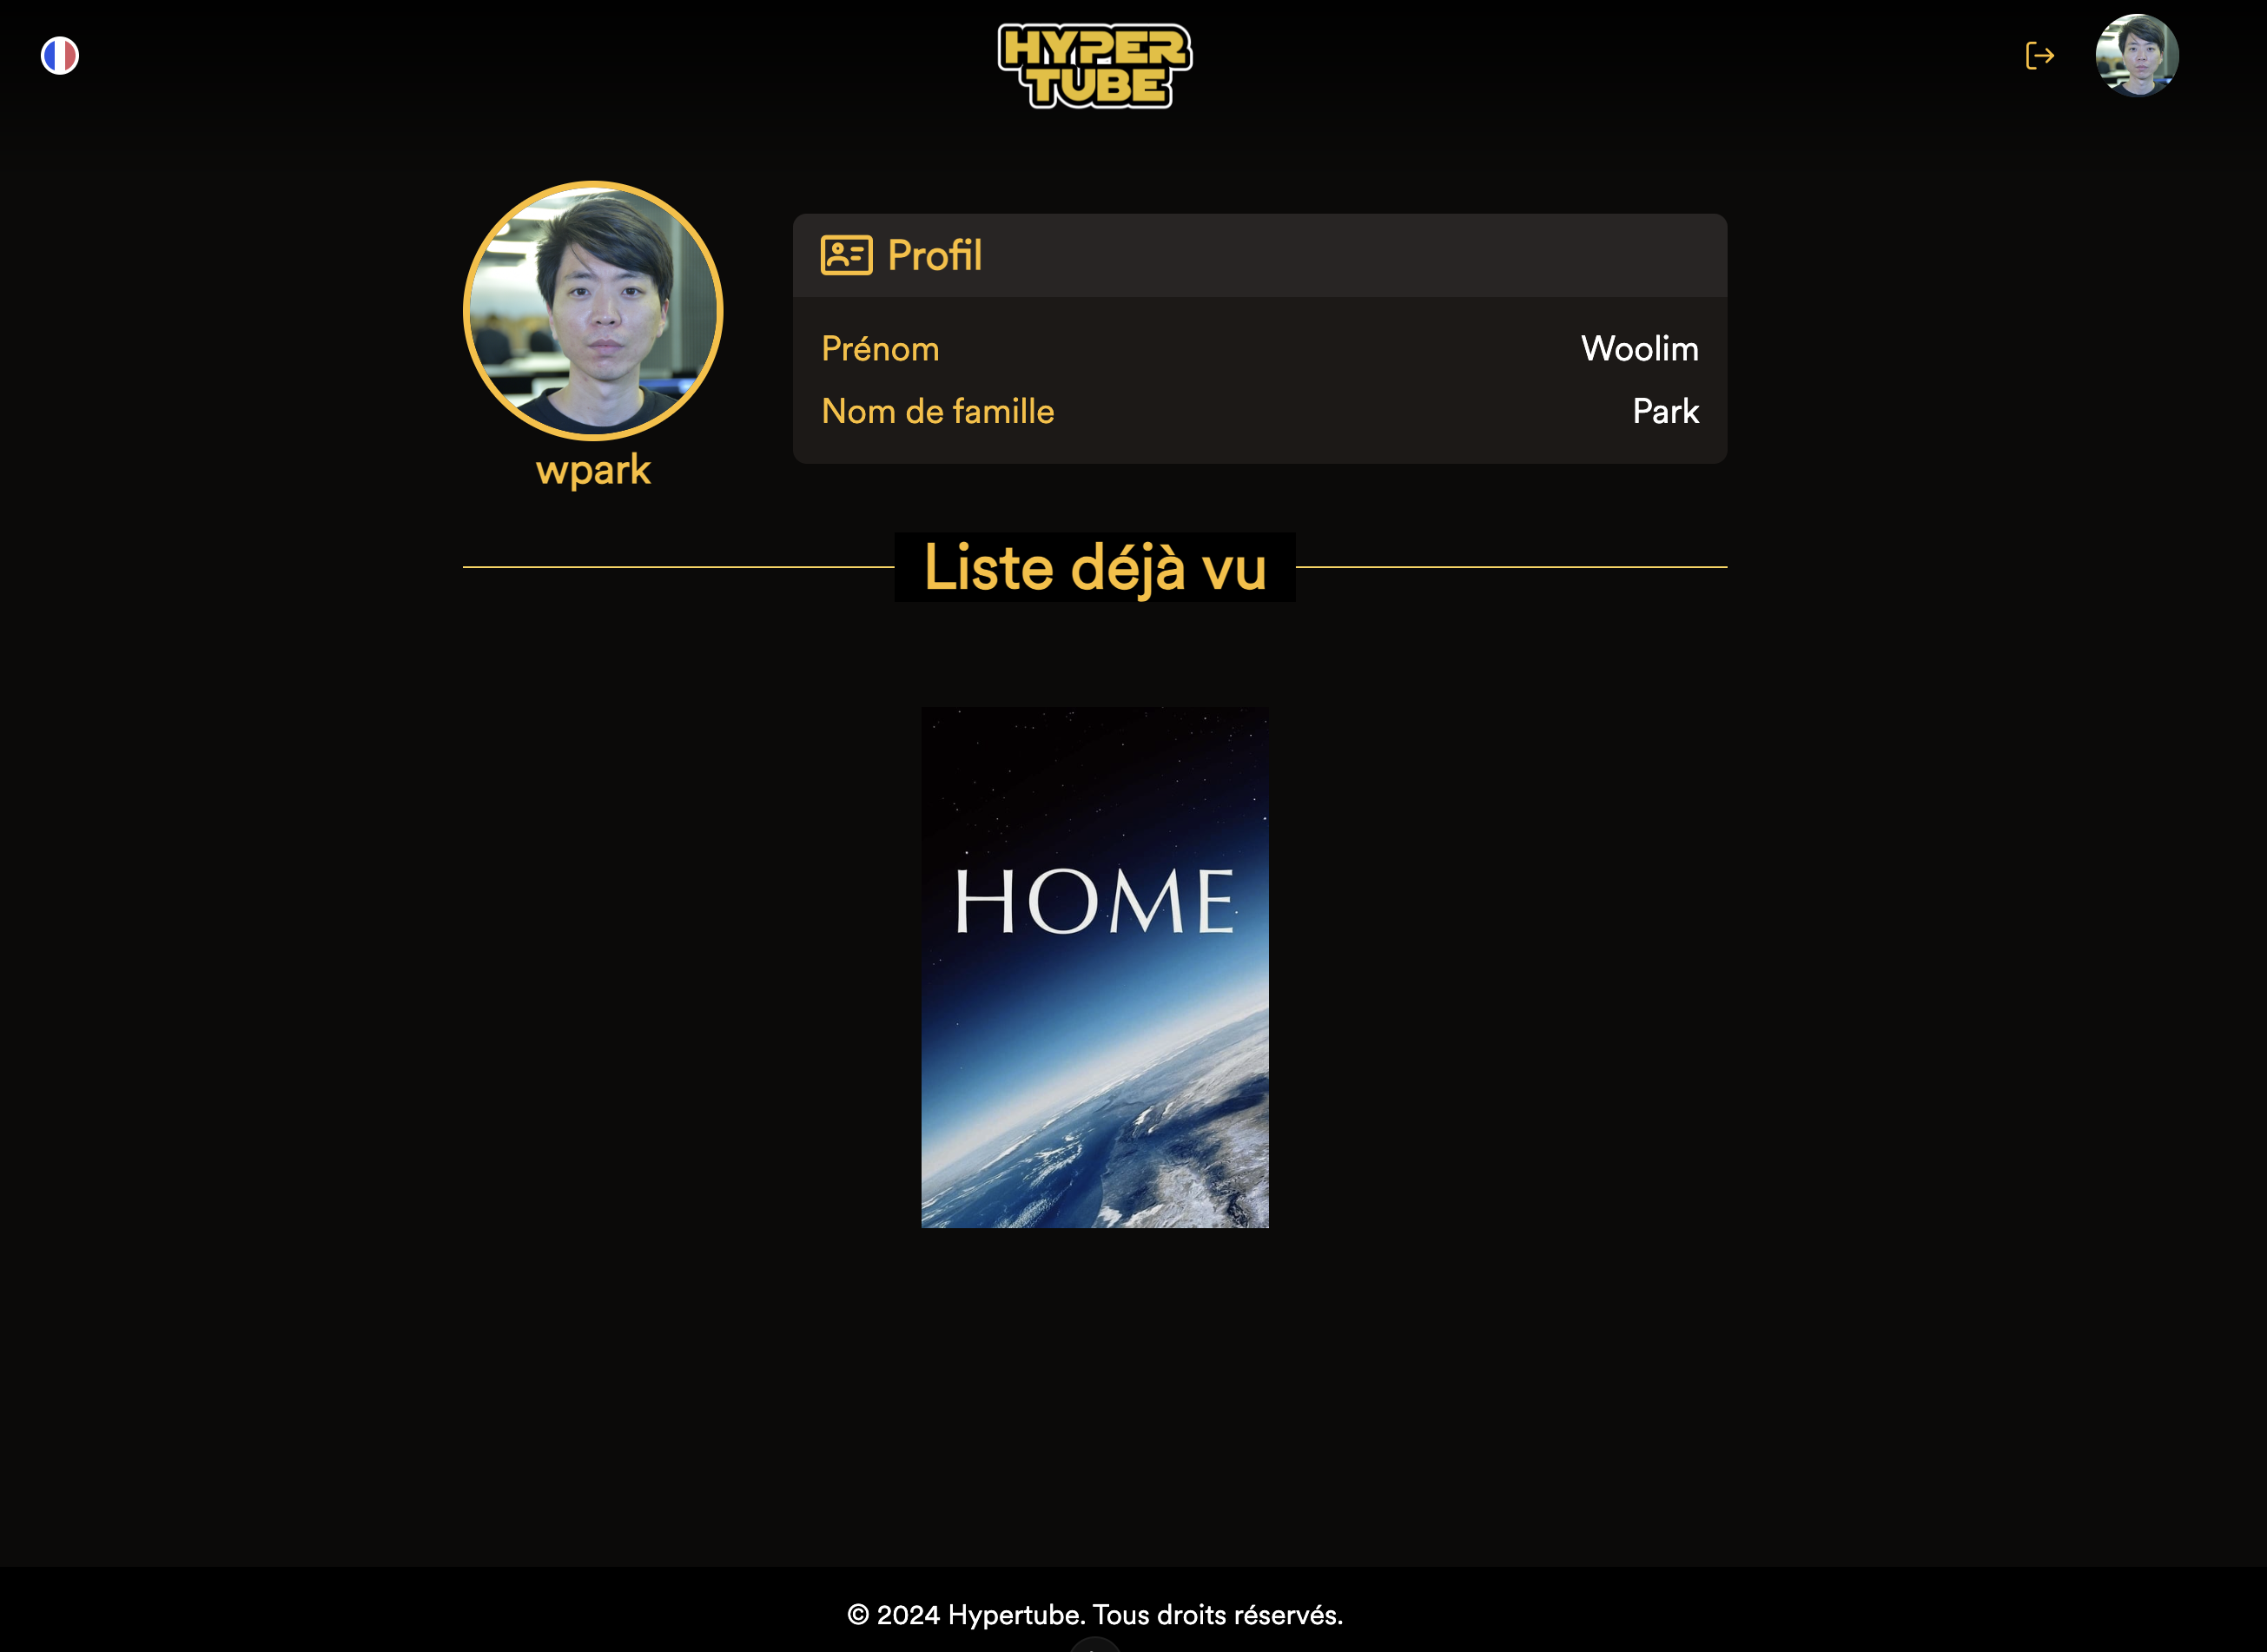 HYPER
TUBE
Profil
Prénom Woolim
Nom de famille Park
wpark
Liste déjà vu
HOME
© 2024 Hypertube. Tous droits réservés.